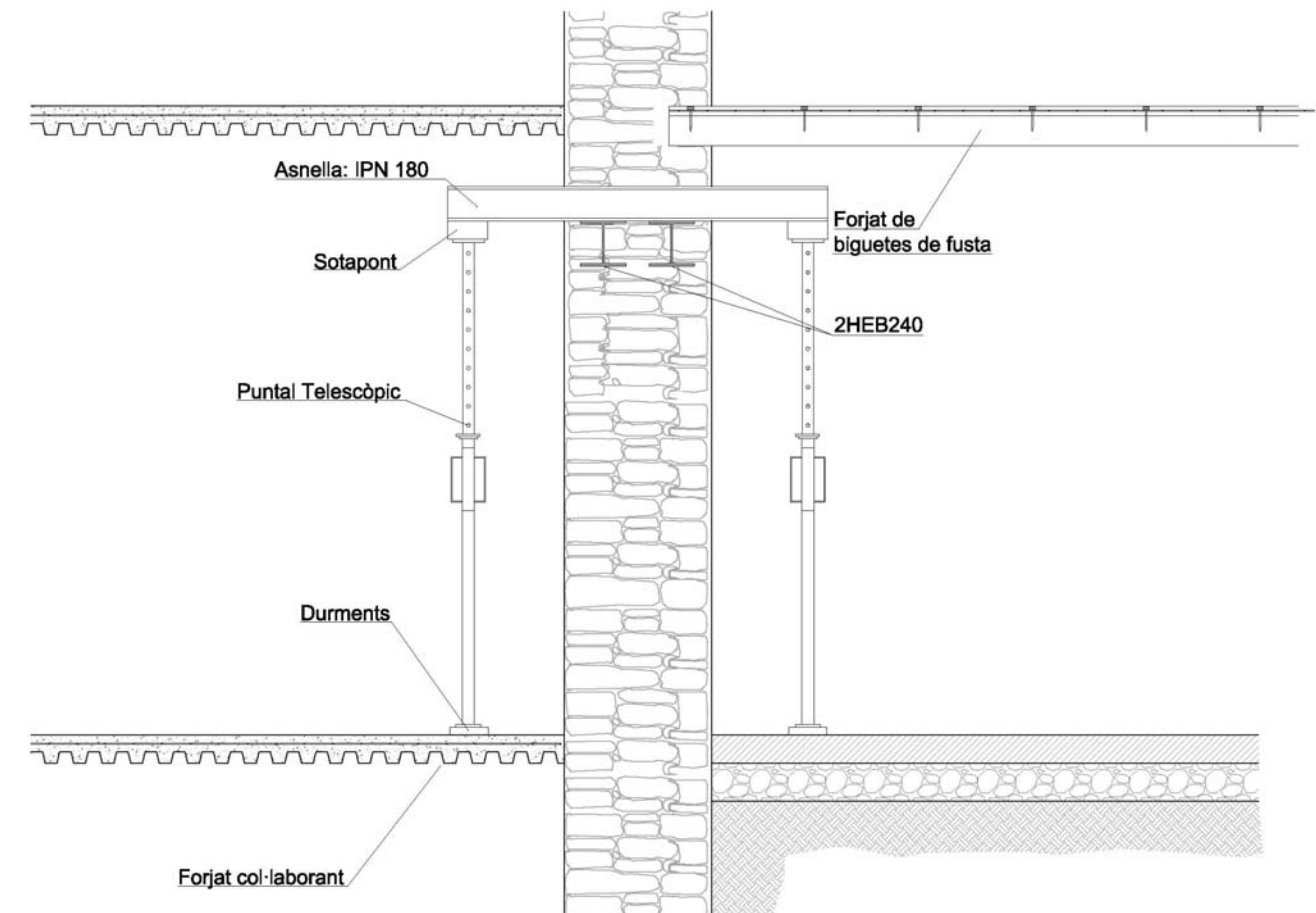 Asnella: IPN 180
Forjat de
biguetes de fusta
Sotapont
2HEB240
Puntal Telescòpic
Durments
Forjat col·laborant